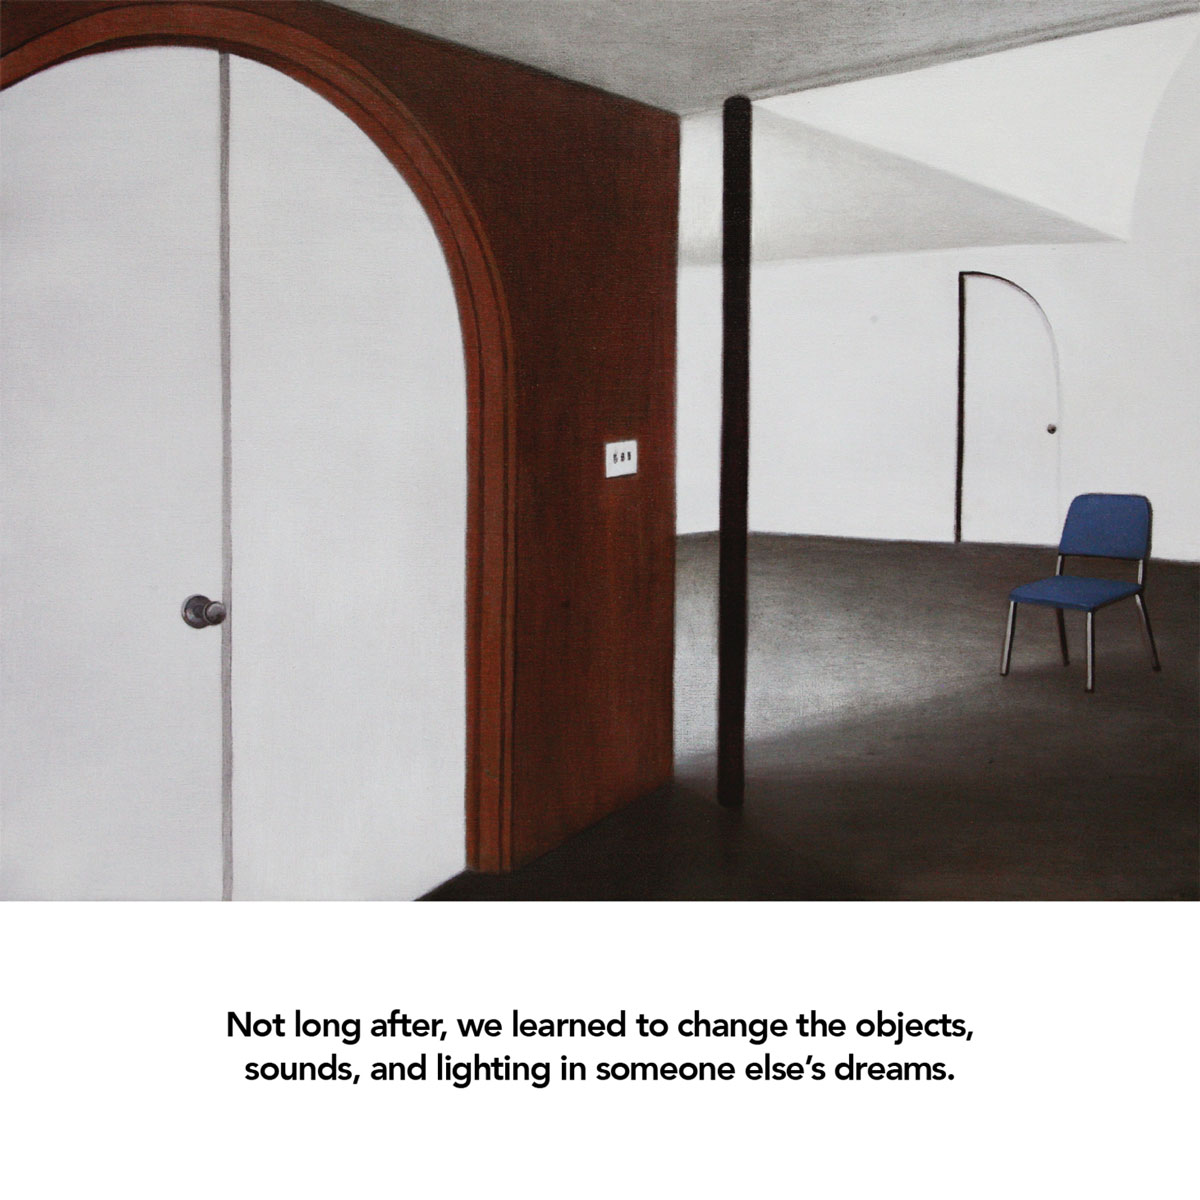 Not long after, we learned to change the objects,
sounds, and lighting in someone else’s dreams.